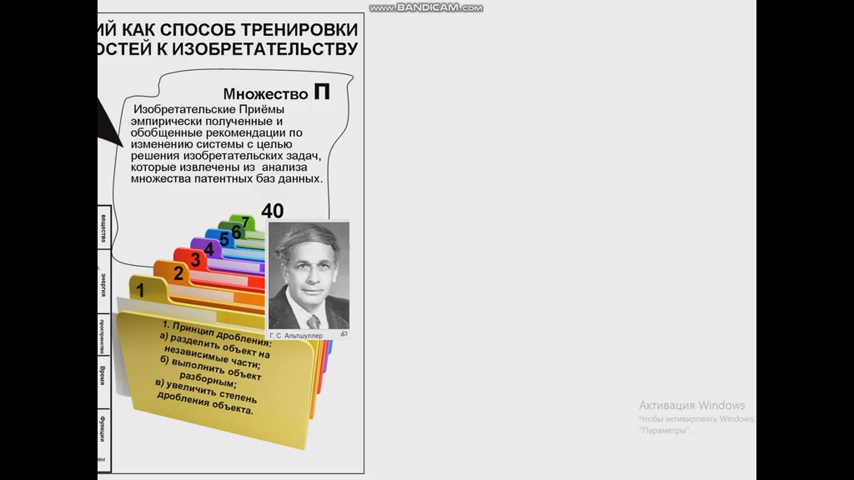 www.BANDICAM.com
ИЙ КАК СПОСОБ ТРЕНИРОВКИ
ОСТЕЙ К ИЗОБРЕТАТЕЛЬСТВУ
Множество П
Изобретательские Приёмы
эмпирически полученные и
обобщенные рекомендации по
изменению системы с целью
решения изобретательских задач,
которые извлечены из анализа
множества патентных баз данных.
40
7
6
5
4
3
2
1
Г. С. Альтшуллер
1. Принцип дробления:
а) разделить объект на
независимые части;
б) выполнить объект
разборным;
в) увеличить степень
дробления объекта.
вещества
энергия
пространство
Время
Функции
ен
Активация Windows
Чтобы активировать Windows,
"Параметры".